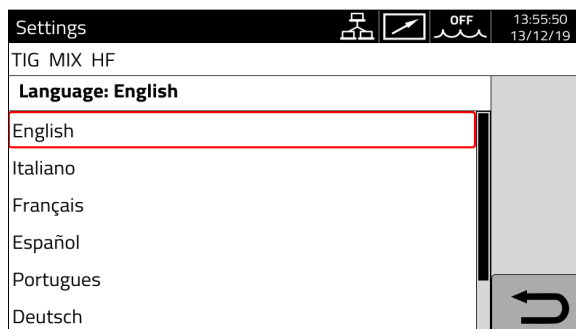 Settings
OFF
13:55:50
13/12/19
TIG MIX HF
Language: English
English
Italiano
Français
Español
Portugues
Deutsch